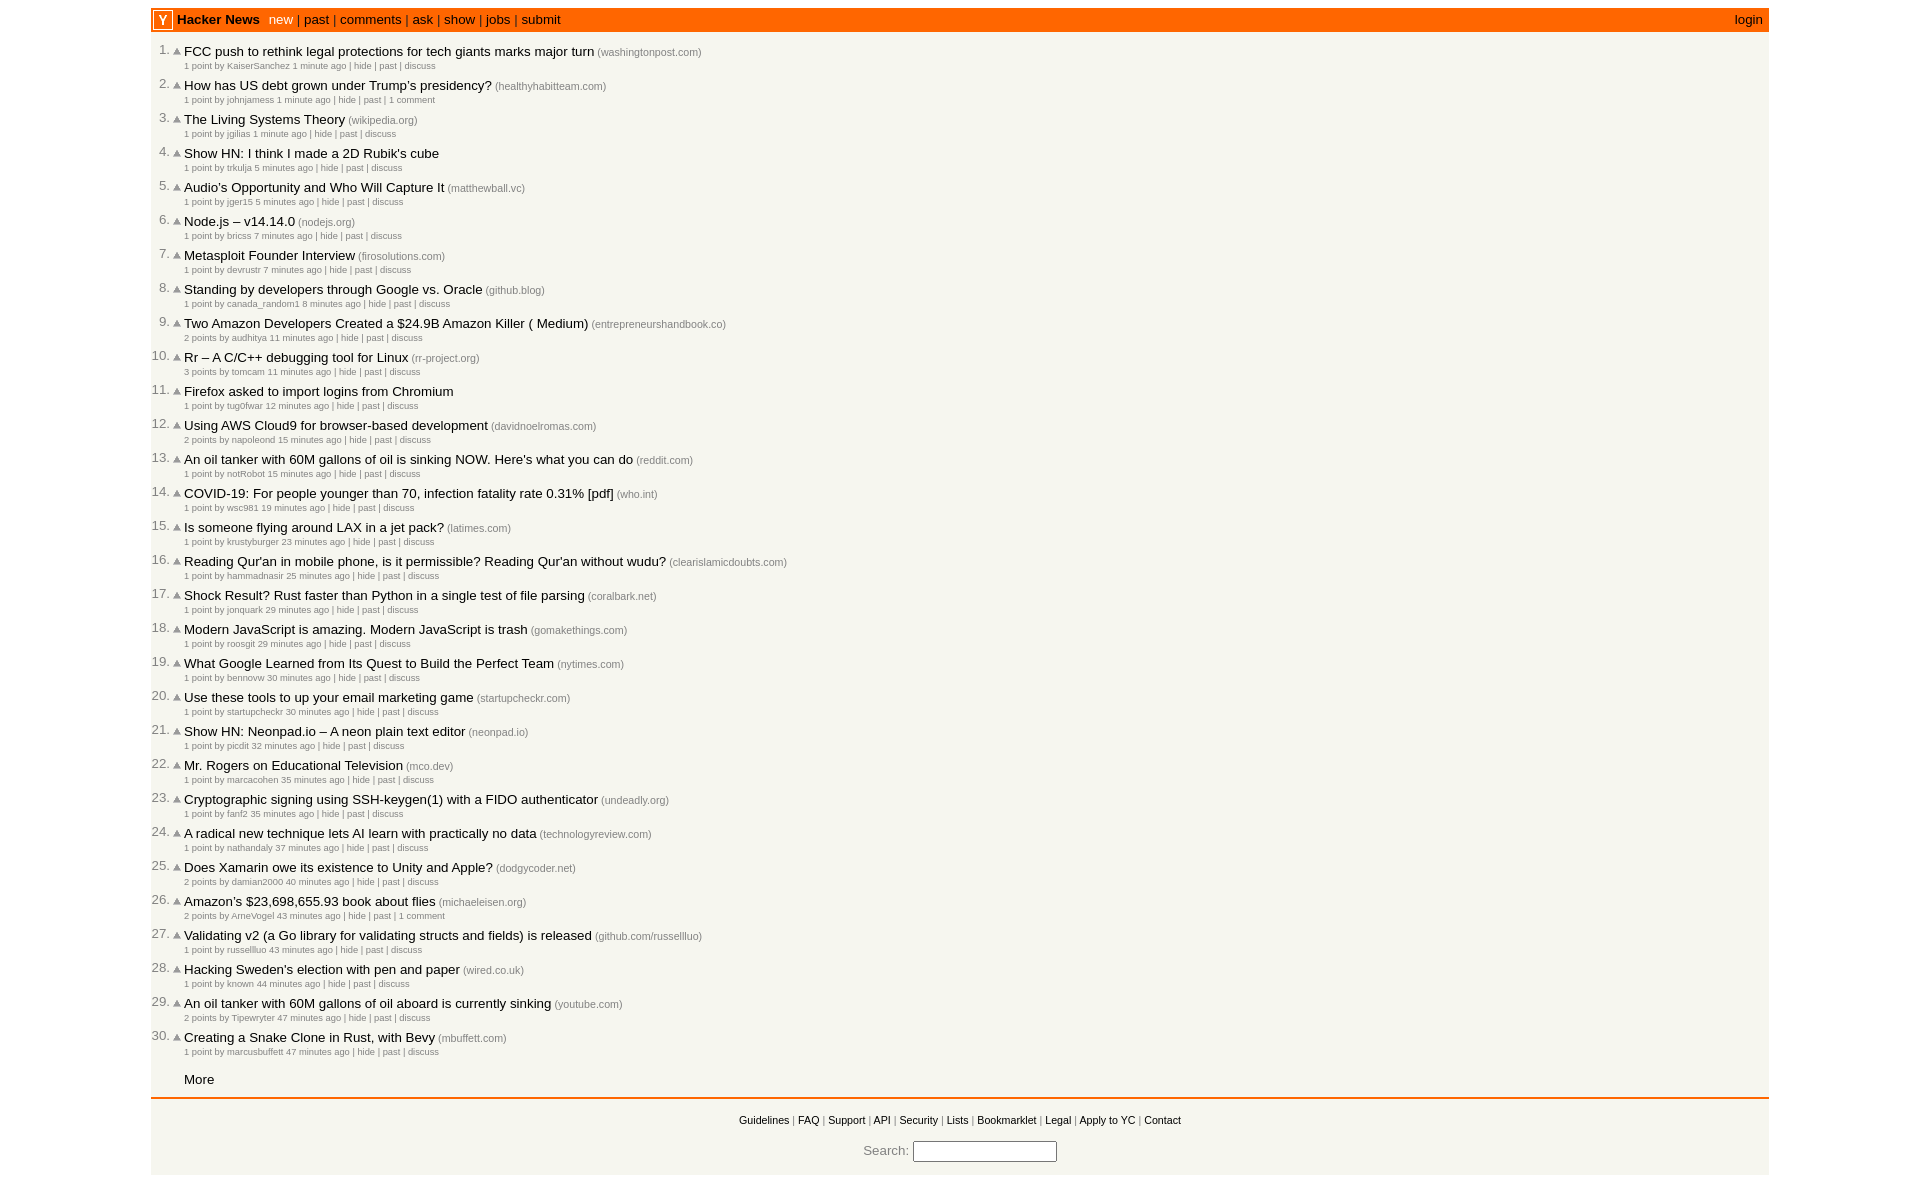 Y Hacker News new | past | comments | ask | show | jobs | submit login
1. FCC push to rethink legal protections for tech giants marks major turn (washingtonpost.com)
1 point by KaiserSanchez 1 minute ago | hide | past | discuss
2. How has US debt grown under Trump’s presidency? (healthyhabitteam.com)
1 point by johnjamess 1 minute ago | hide | past | 1 comment
3. The Living Systems Theory (wikipedia.org)
1 point by jgilias 1 minute ago | hide | past | discuss
4. Show HN: I think I made a 2D Rubik's cube
1 point by trkulja 5 minutes ago | hide | past | discuss
5. Audio’s Opportunity and Who Will Capture It (matthewball.vc)
1 point by jger15 5 minutes ago | hide | past | discuss
6. Node.js – v14.14.0 (nodejs.org)
1 point by bricss 7 minutes ago | hide | past | discuss
7. Metasploit Founder Interview (firosolutions.com)
1 point by devrustr 7 minutes ago | hide | past | discuss
8. Standing by developers through Google vs. Oracle (github.blog)
1 point by canada_random1 8 minutes ago | hide | past | discuss
9. Two Amazon Developers Created a $24.9B Amazon Killer ( Medium) (entrepreneurshandbook.co)
2 points by audhitya 11 minutes ago | hide | past | discuss
10. Rr – A C/C++ debugging tool for Linux (rr-project.org)
3 points by tomcam 11 minutes ago | hide | past | discuss
11. Firefox asked to import logins from Chromium
1 point by tug0fwar 12 minutes ago | hide | past | discuss
12. Using AWS Cloud9 for browser-based development (davidnoelromas.com)
2 points by napoleond 15 minutes ago | hide | past | discuss
13. An oil tanker with 60M gallons of oil is sinking NOW. Here's what you can do (reddit.com)
1 point by notRobot 15 minutes ago | hide | past | discuss
14. COVID-19: For people younger than 70, infection fatality rate 0.31% [pdf] (who.int)
1 point by wsc981 19 minutes ago | hide | past | discuss
15. Is someone flying around LAX in a jet pack? (latimes.com)
1 point by krustyburger 23 minutes ago | hide | past | discuss
16. Reading Qur'an in mobile phone, is it permissible? Reading Qur'an without wudu? (clearislamicdoubts.com)
1 point by hammadnasir 25 minutes ago | hide | past | discuss
17. Shock Result? Rust faster than Python in a single test of file parsing (coralbark.net)
1 point by jonquark 29 minutes ago | hide | past | discuss
18. Modern JavaScript is amazing. Modern JavaScript is trash (gomakethings.com)
1 point by roosgit 29 minutes ago | hide | past | discuss
19. What Google Learned from Its Quest to Build the Perfect Team (nytimes.com)
1 point by bennovw 30 minutes ago | hide | past | discuss
20. Use these tools to up your email marketing game (startupcheckr.com)
1 point by startupcheckr 30 minutes ago | hide | past | discuss
21. Show HN: Neonpad.io – A neon plain text editor (neonpad.io)
1 point by picdit 32 minutes ago | hide | past | discuss
22. Mr. Rogers on Educational Television (mco.dev)
1 point by marcacohen 35 minutes ago | hide | past | discuss
23. Cryptographic signing using SSH-keygen(1) with a FIDO authenticator (undeadly.org)
1 point by fanf2 35 minutes ago | hide | past | discuss
24. A radical new technique lets AI learn with practically no data (technologyreview.com)
1 point by nathandaly 37 minutes ago | hide | past | discuss
25. Does Xamarin owe its existence to Unity and Apple? (dodgycoder.net)
2 points by damian2000 40 minutes ago | hide | past | discuss
26. Amazon’s $23,698,655.93 book about flies (michaeleisen.org)
2 points by ArneVogel 43 minutes ago | hide | past | 1 comment
27. Validating v2 (a Go library for validating structs and fields) is released (github.com/russellluo)
1 point by russellluo 43 minutes ago | hide | past | discuss
28. Hacking Sweden's election with pen and paper (wired.co.uk)
1 point by known 44 minutes ago | hide | past | discuss
29. An oil tanker with 60M gallons of oil aboard is currently sinking (youtube.com)
2 points by Tipewryter 47 minutes ago | hide | past | discuss
30. Creating a Snake Clone in Rust, with Bevy (mbuffett.com)
1 point by marcusbuffett 47 minutes ago | hide | past | discuss
More
Guidelines | FAQ | Support | API | Security | Lists | Bookmarklet | Legal | Apply to YC | Contact
Search: